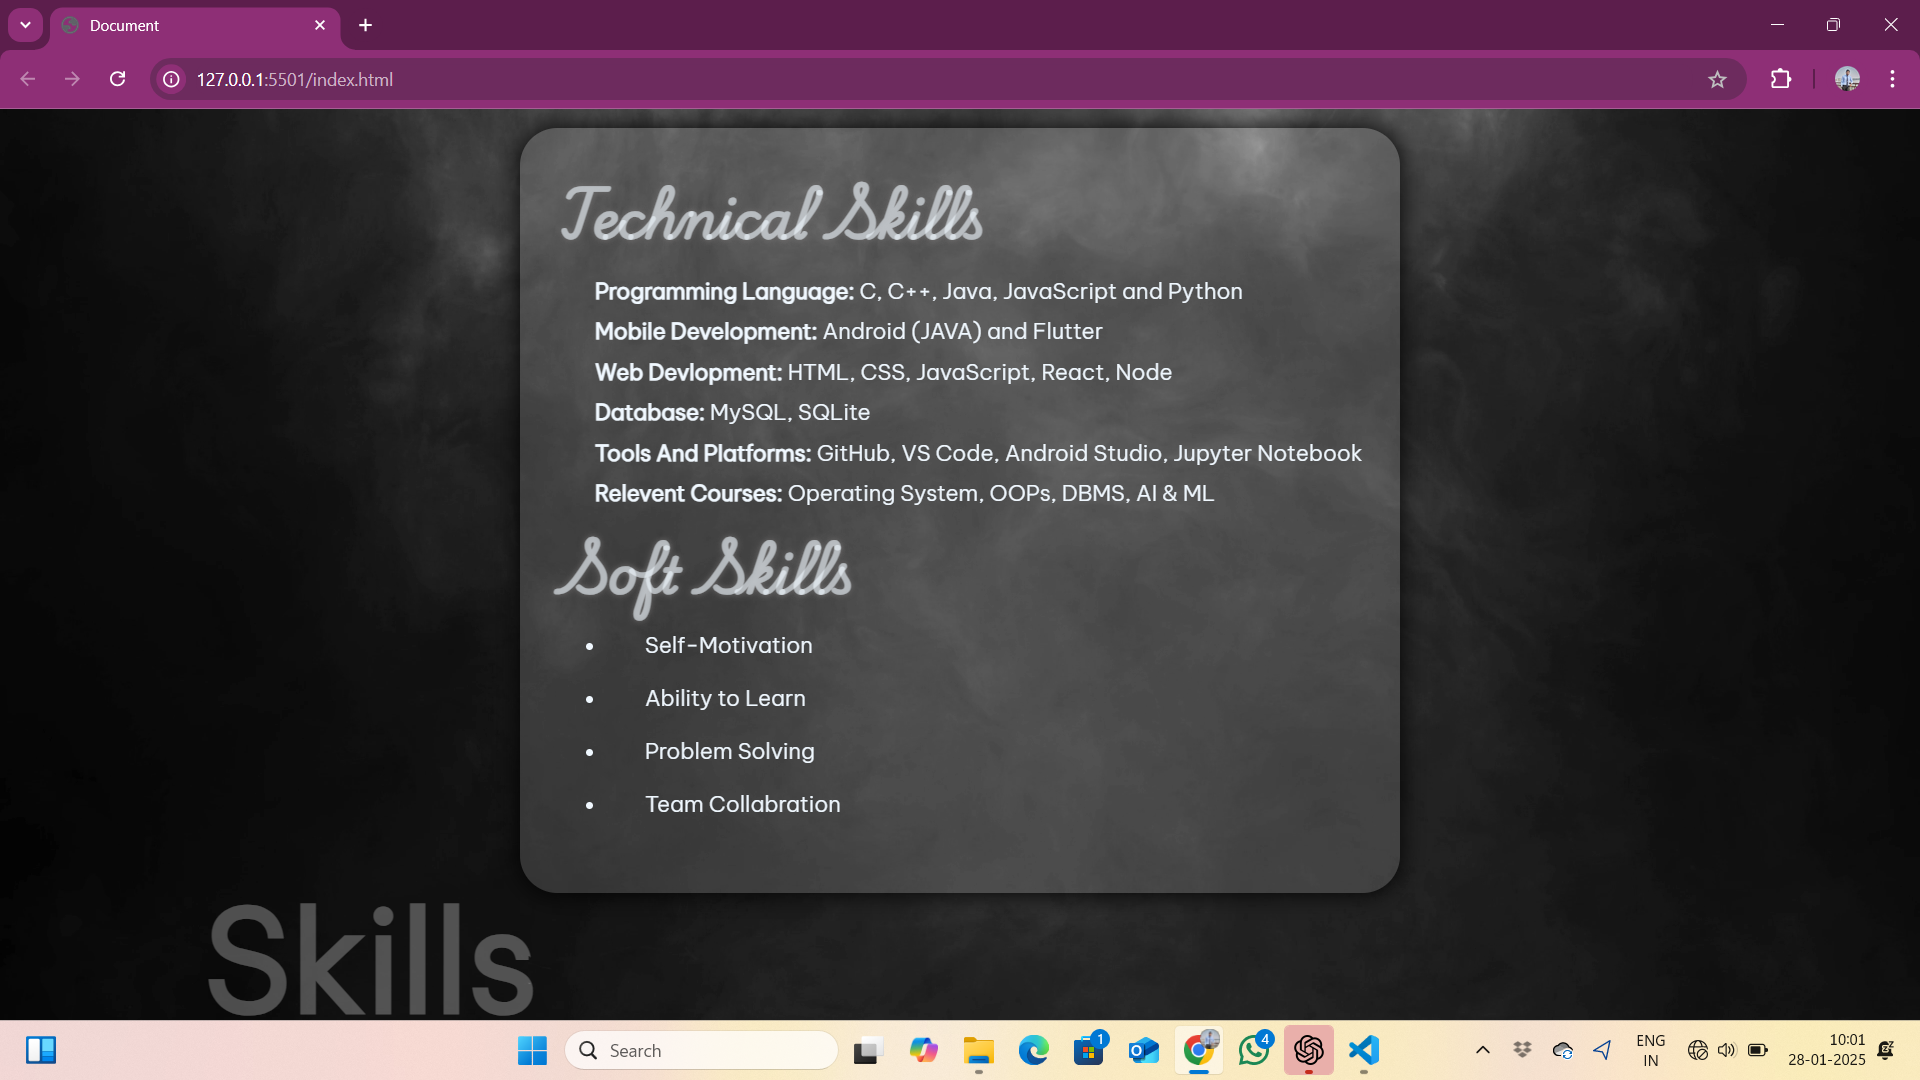 Document
127.0.0.1:5501/index.html
Technical Skills
Programming Language: C, C++, Java, JavaScript and Python
Mobile Development: Android (JAVA) and Flutter
Web Devlopment: HTML, CSS, JavaScript, React, Node
Database: MySQL, SQLite
Tools And Platforms: GitHub, VS Code, Android Studio, Jupyter Notebook
Relevent Courses: Operating System, OOPs, DBMS, AI & ML
Soft Skills
• Self-Motivation
• Ability to Learn
• Problem Solving
• Team Collabration
Skills
Search
1
4
ENG
IN
10:01
28-01-2025